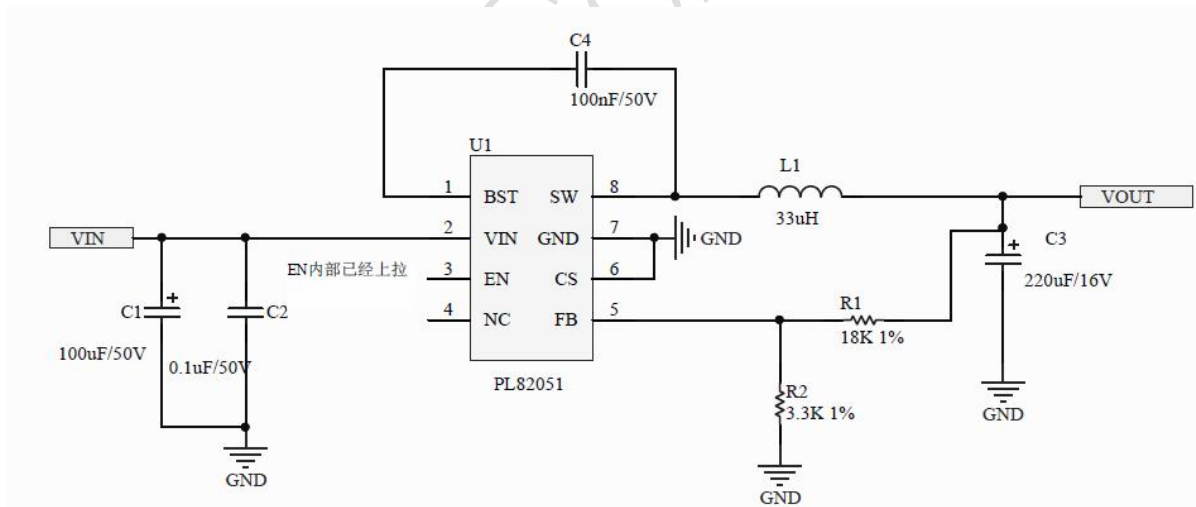 C4
100nF/50V
U1
1
BST
SW
8
L1
33uH
VOUT
VIN
2
VIN
GND
7
GND
C3
+
220uF/16V
EN内部已经上拉
3
EN
CS
6
4
NC
FB
5
R1
18K 1%
C1
+
C2
100uF/50V
0.1uF/50V
PL82051
R2
3.3K 1%
GND
GND
GND